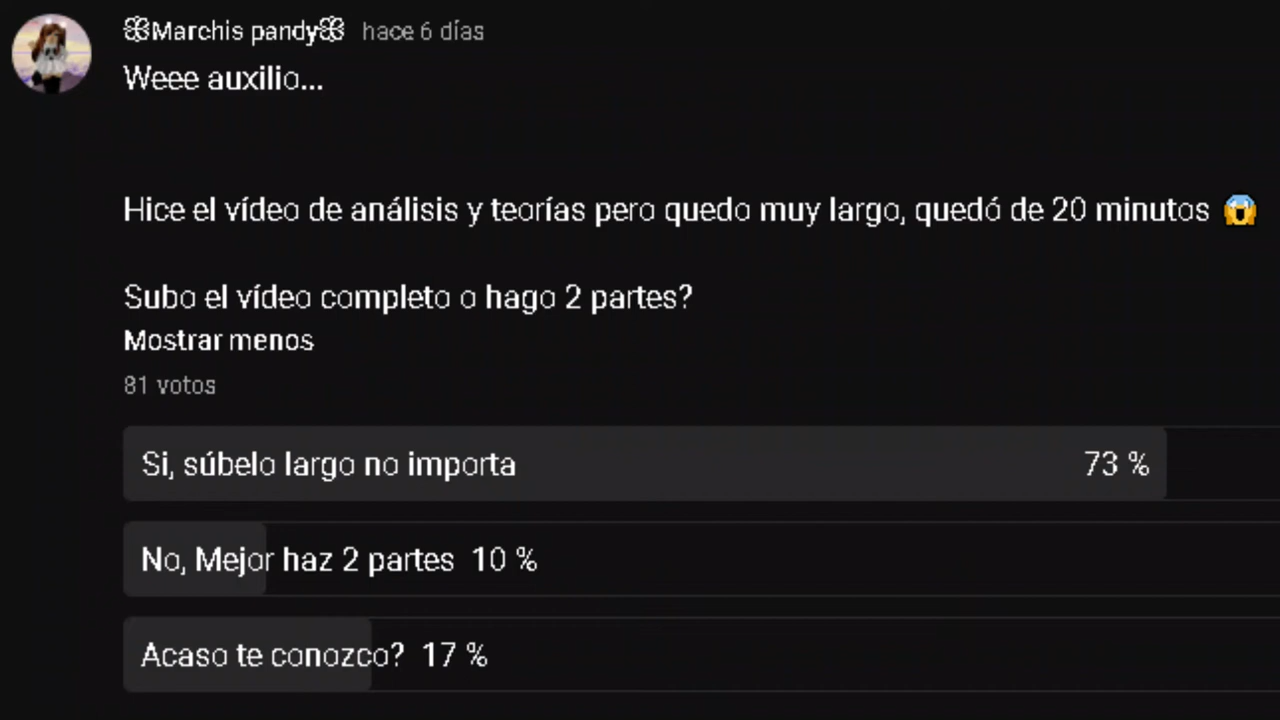 🌸Marchis pandy🌸 hace 6 días
Weee auxilio...
Hice el vídeo de análisis y teorías pero quedo muy largo, quedó de 20 minutos 😱
Subo el vídeo completo o hago 2 partes?
Mostrar menos
81 votos
Si, súbelo largo no importa 73 %
No, Mejor haz 2 partes 10 %
Acaso te conozco? 17 %